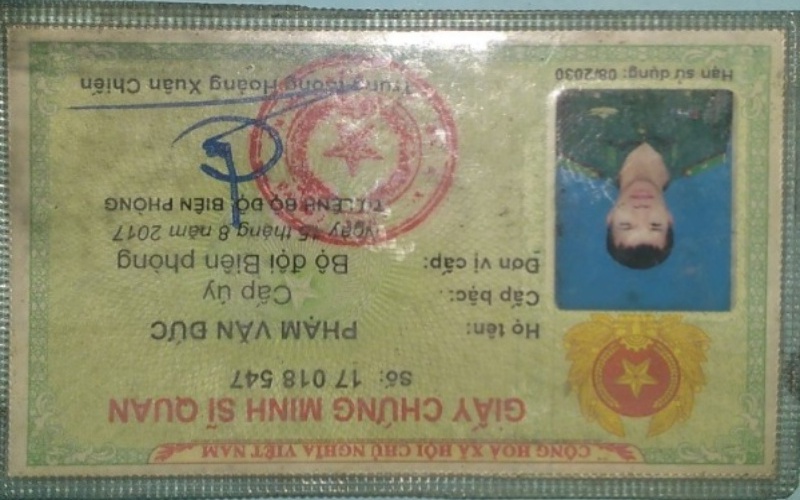 CỘNG HOÀ XÃ HỘI CHỦ NGHĨA VIỆT NAM
GIẤY CHỨNG MINH SĨ QUAN
Số: 17 018 547
Họ tên: PHẠM VĂN ĐỨC
Cấp bậc: Cấp úy
Đơn vị cấp: Bộ đội Biên phòng
Ngày 15 tháng 8 năm 2017
TƯ LỆNH BỘ ĐỘI BIÊN PHÒNG
Trung tướng Hoàng Xuân Chiến
Hạn sử dụng: 08/2030